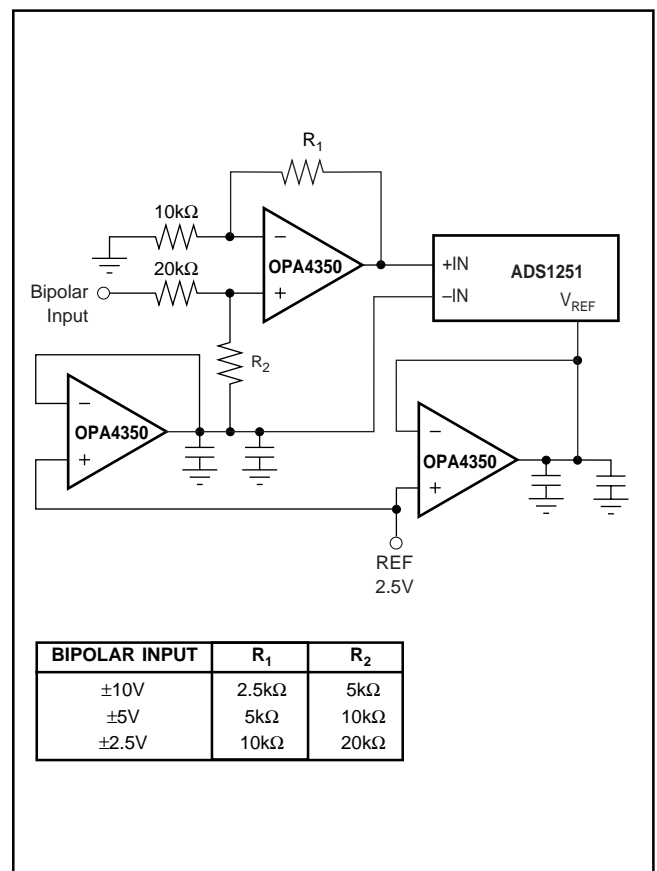 R₁
10kΩ
−
OPA4350
+
20kΩ
Bipolar
Input
R₂
+IN
ADS1251
–IN
V_REF
−
OPA4350
+
−
OPA4350
+
REF
2.5V
BIPOLAR INPUT R₁ R₂
±10V 2.5kΩ 5kΩ
±5V 5kΩ 10kΩ
±2.5V 10kΩ 20kΩ